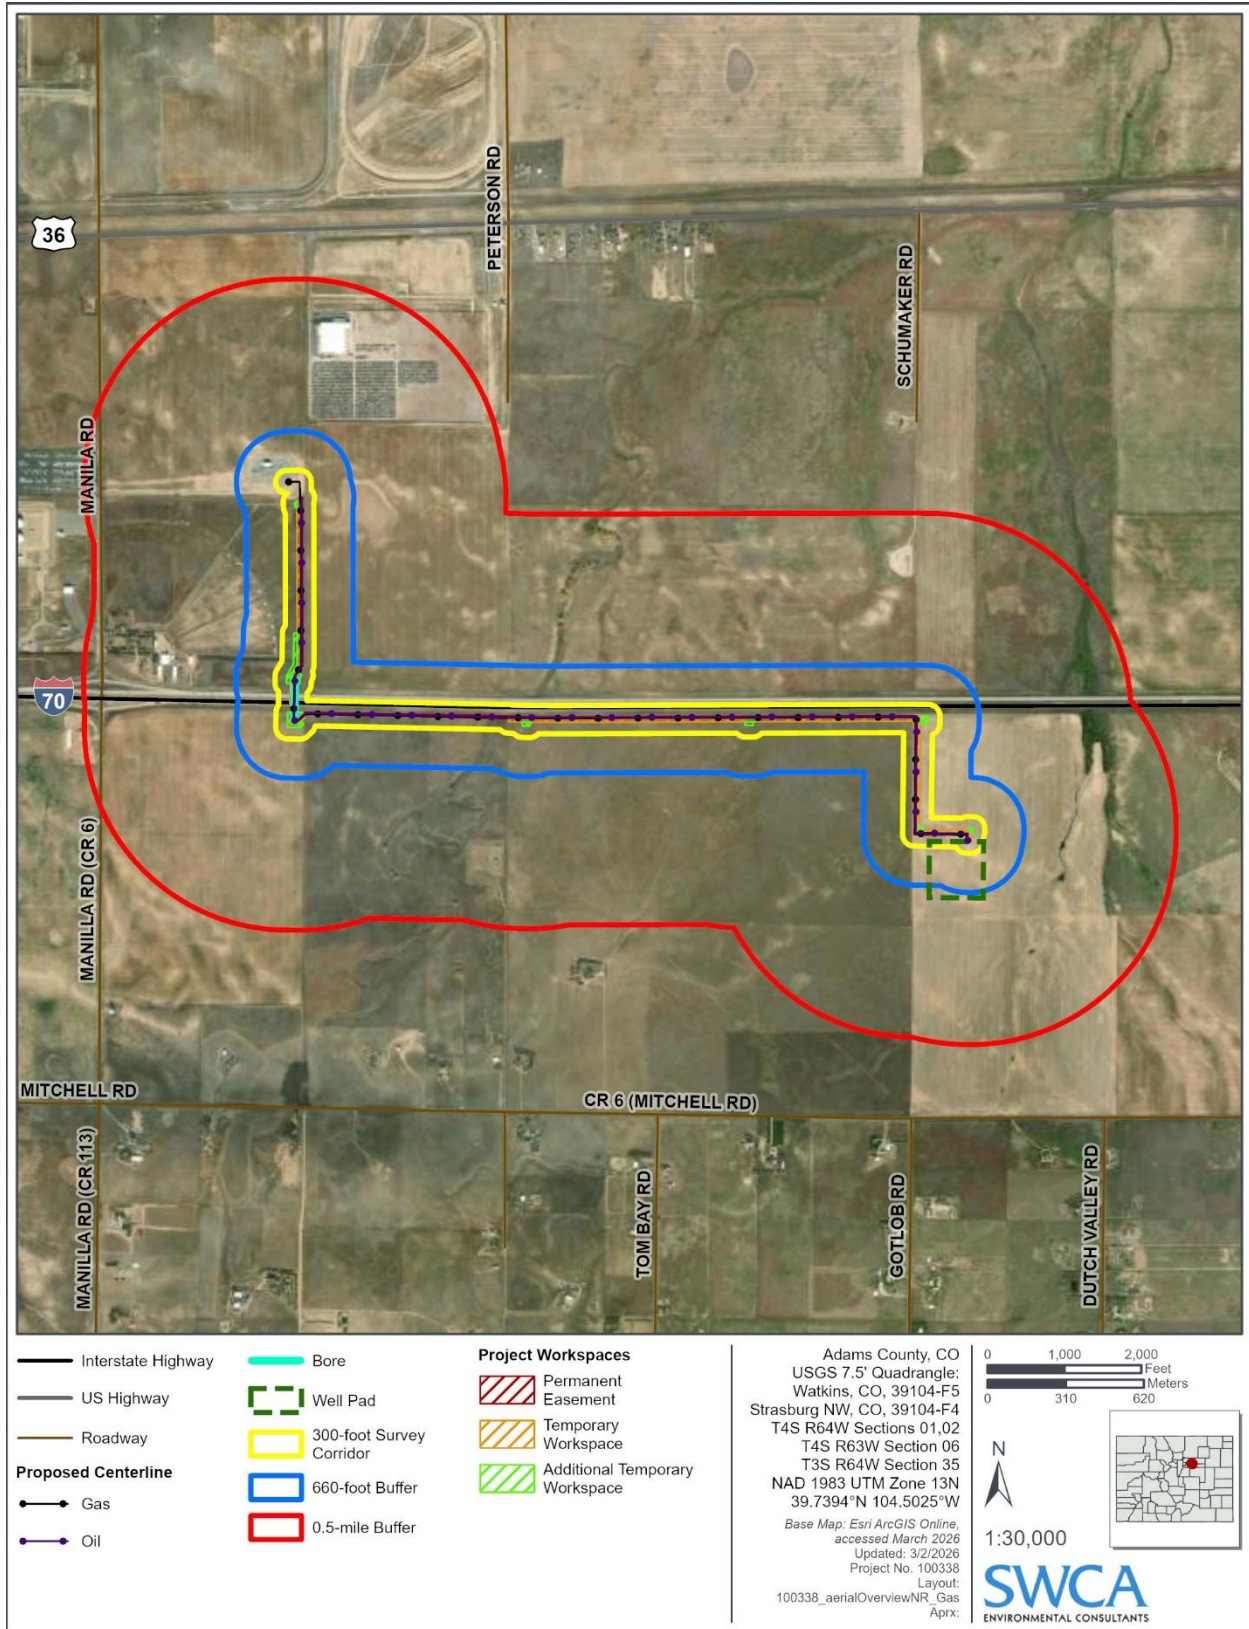 PETERSON RD
36
SCHUMAKER RD
MANILA RD
70
MANILLA RD (CR 6)
MITCHELL RD
CR 6 (MITCHELL RD)
MANILLA RD (CR 113)
TOM BAY RD
GOTLOB RD
DUTCH VALLEY RD
Interstate Highway
US Highway
Roadway
Proposed Centerline
Gas
Oil
Bore
Well Pad
300-foot Survey
Corridor
660-foot Buffer
0.5-mile Buffer
Project Workspaces
Permanent
Easement
Temporary
Workspace
Additional Temporary
Workspace
Adams County, CO
USGS 7.5' Quadrangle:
Watkins, CO, 39104-F5
Strasburg NW, CO, 39104-F4
T4S R64W Sections 01,02
T4S R63W Section 06
T3S R64W Section 35
NAD 1983 UTM Zone 13N
39.7394°N 104.5025°W
Base Map: Esri ArcGIS Online,
accessed March 2026
Updated: 3/2/2026
Project No. 100338
Layout:
100338_aerialOverviewNR_Gas
Aprx:
0 1,000 2,000
Feet
Meters
0 310 620
N
1:30,000
SWCA
ENVIRONMENTAL CONSULTANTS